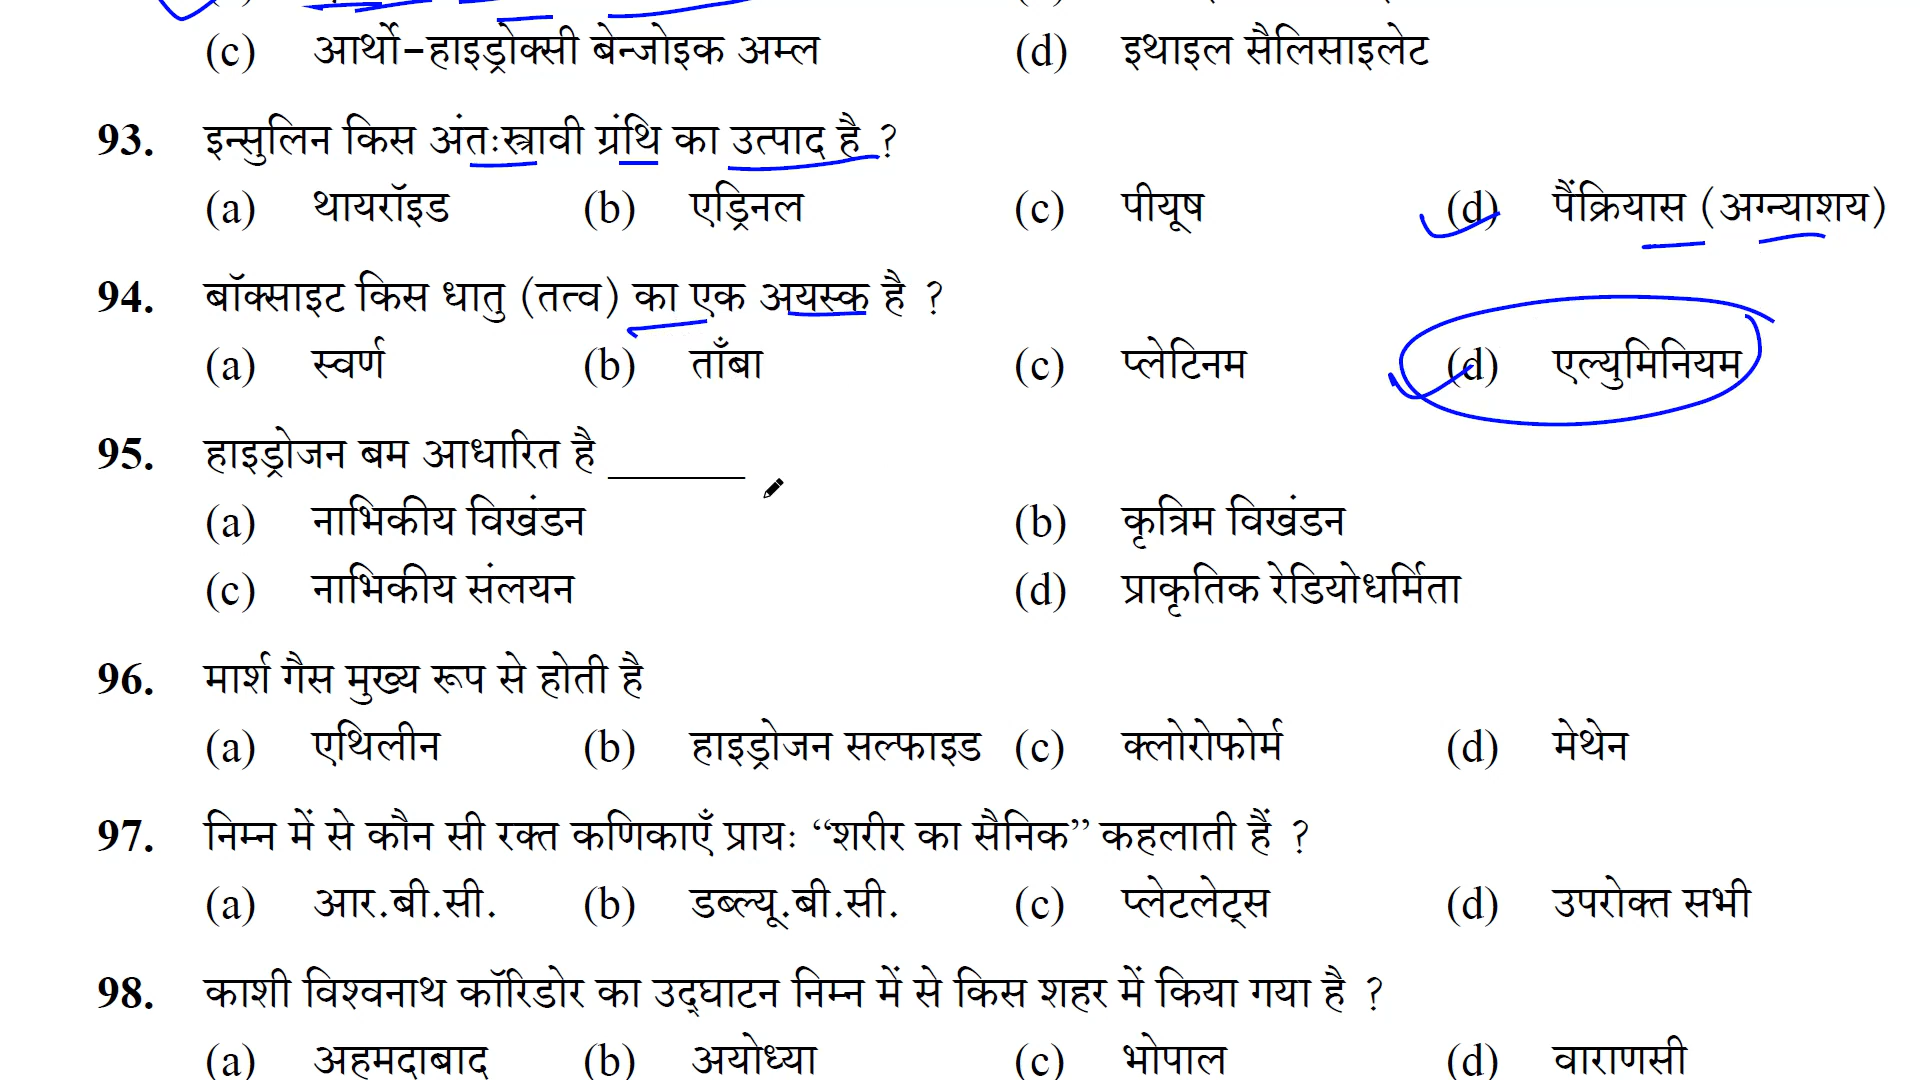 (c) आर्थो-हाइड्रोक्सी बेन्जोइक अम्ल (d) इथाइल सैलिसाइलेट
93. इन्सुलिन किस अंतःस्त्रावी ग्रंथि का उत्पाद है ?
(a) थायरॉइड (b) एड्रिनल (c) पीयूष (d) पैंक्रियास (अग्न्याशय)
94. बॉक्साइट किस धातु (तत्व) का एक अयस्क है ?
(a) स्वर्ण (b) ताँबा (c) प्लेटिनम (d) एल्युमिनियम
95. हाइड्रोजन बम आधारित है ______
(a) नाभिकीय विखंडन (b) कृत्रिम विखंडन
(c) नाभिकीय संलयन (d) प्राकृतिक रेडियोधर्मिता
96. मार्श गैस मुख्य रूप से होती है
(a) एथिलीन (b) हाइड्रोजन सल्फाइड (c) क्लोरोफोर्म (d) मेथेन
97. निम्न में से कौन सी रक्त कणिकाएँ प्रायः “शरीर का सैनिक” कहलाती हैं ?
(a) आर.बी.सी. (b) डब्ल्यू.बी.सी. (c) प्लेटलेट्स (d) उपरोक्त सभी
98. काशी विश्वनाथ कॉरिडोर का उद्घाटन निम्न में से किस शहर में किया गया है ?
(a) अहमदाबाद (b) अयोध्या (c) भोपाल (d) वाराणसी